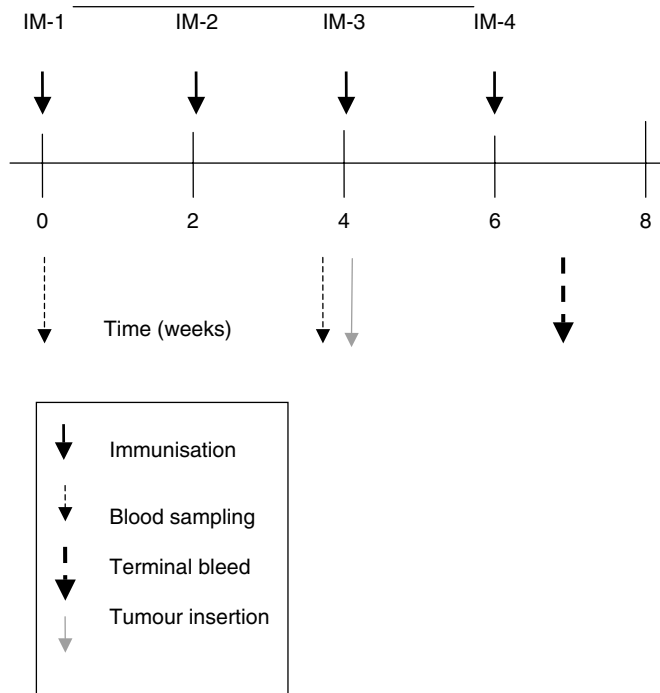 IM-1 IM-2 IM-3 IM-4
0 2 4 6 8
Time (weeks)
Immunisation
Blood sampling
Terminal bleed
Tumour insertion